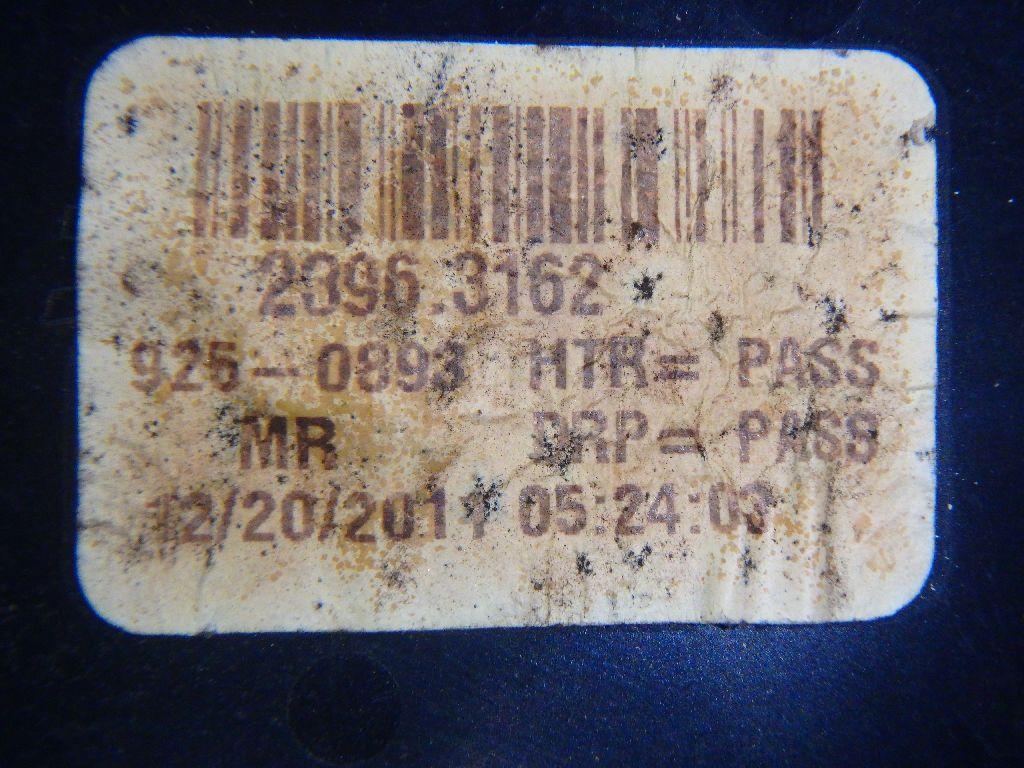 2396.3162
925-0893 HTR= PASS
MR DRP= PASS
12/20/2011 05:24:03